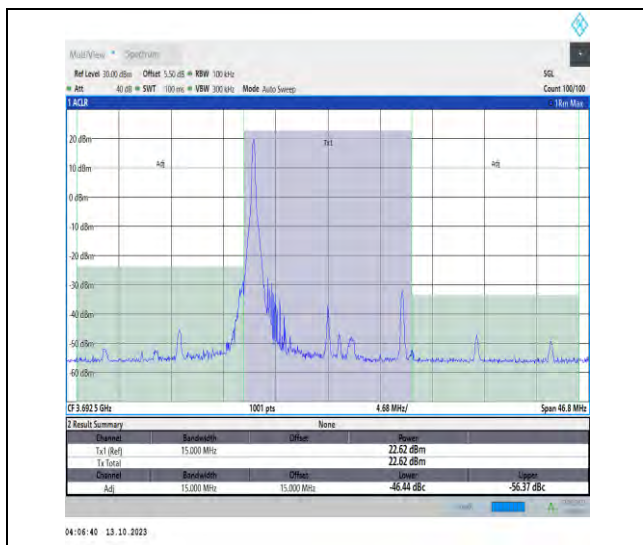 MultiView Spectrum
Ref Level 30.00 dBm Offset 5.50 dB RBW 100 kHz SGL
Att 40 dB SWT 100 ms VBW 300 kHz Mode Auto Sweep Count 100/100
1 ACLR 1Rm Max
20 dBm
Tx1
10 dBm Adj Adj
0 dBm
-10 dBm
-20 dBm
-30 dBm
-40 dBm
-50 dBm
-60 dBm
CF 3.6925 GHz 1001 pts 4.68 MHz/ Span 46.8 MHz
2 Result Summary None
Channel Bandwidth Offset Power
Tx1 (Ref) 15.000 MHz 22.62 dBm
Tx Total 22.62 dBm
Channel Bandwidth Offset Lower Upper
Adj 15.000 MHz 15.000 MHz -46.44 dBc -56.37 dBc
04:06:40 13.10.2023